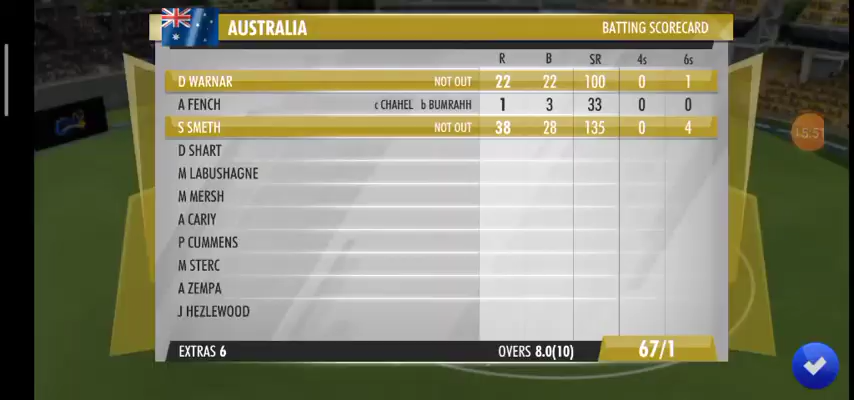 AUSTRALIA BATTING SCORECARD
R B SR 4s 6s
D WARNAR NOT OUT 22 22 100 0 1
A FENCH c CHAHEL b BUMRAHH 1 3 33 0 0
S SMETH NOT OUT 38 28 135 0 4
D SHART
M LABUSHAGNE
M MERSH
A CARIY
P CUMMENS
M STERC
A ZEMPA
J HEZLEWOOD
EXTRAS 6 OVERS 8.0(10) 67/1